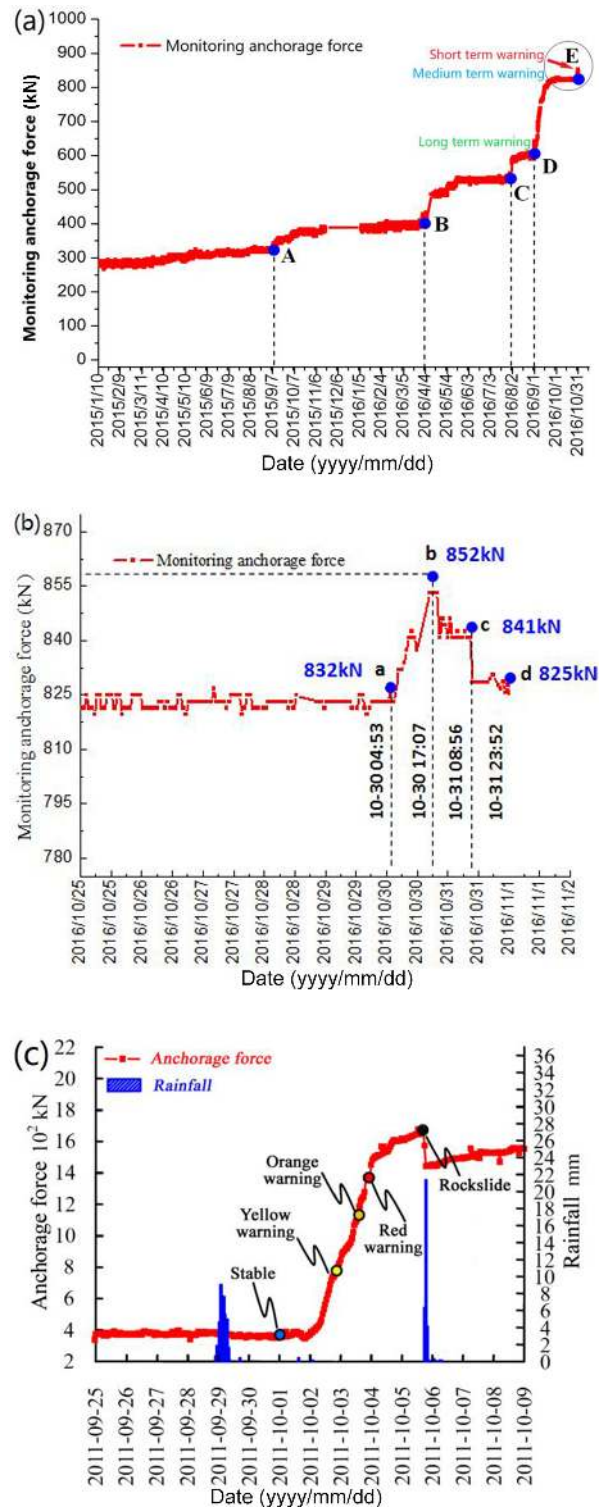 (a)
1000
Monitoring anchorage force
E
Short term warning
900
Medium term warning
800
700
Long term warning
600
D
500
C
400
B
300
A
200
100
0
Monitoring anchorage force (kN)
2015/1/10
2015/2/9
2015/3/11
2015/4/10
2015/5/10
2015/6/9
2015/7/9
2015/8/8
2015/9/7
2015/10/7
2015/11/6
2015/12/6
2016/1/5
2016/2/4
2016/3/5
2016/4/4
2016/5/4
2016/6/3
2016/7/3
2016/8/2
2016/9/1
2016/10/1
2016/10/31
Date (yyyy/mm/dd)
(b)
870
Monitoring anchorage force
b
852kN
855
840
c
841kN
832kN
a
d
825kN
825
810
795
780
Monitoring anchorage force (kN)
10-30 04:53
10-30 17:07
10-31 08:56
10-31 23:52
2016/10/25
2016/10/25
2016/10/26
2016/10/26
2016/10/27
2016/10/27
2016/10/28
2016/10/28
2016/10/29
2016/10/29
2016/10/30
2016/10/30
2016/10/31
2016/10/31
2016/11/1
2016/11/1
2016/11/2
Date (yyyy/mm/dd)
(c)
22
Anchorage force
36
20
Rainfall
32
18
28
16
24
14
Orange
warning
Rockslide
20
12
Yellow
warning
Red
warning
16
10
12
8
Stable
8
6
4
4
2
0
Anchorage force 10² kN
Rainfall mm
2011-09-25
2011-09-26
2011-09-27
2011-09-28
2011-09-29
2011-09-30
2011-10-01
2011-10-02
2011-10-03
2011-10-04
2011-10-05
2011-10-06
2011-10-07
2011-10-08
2011-10-09
Date (yyyy/mm/dd)